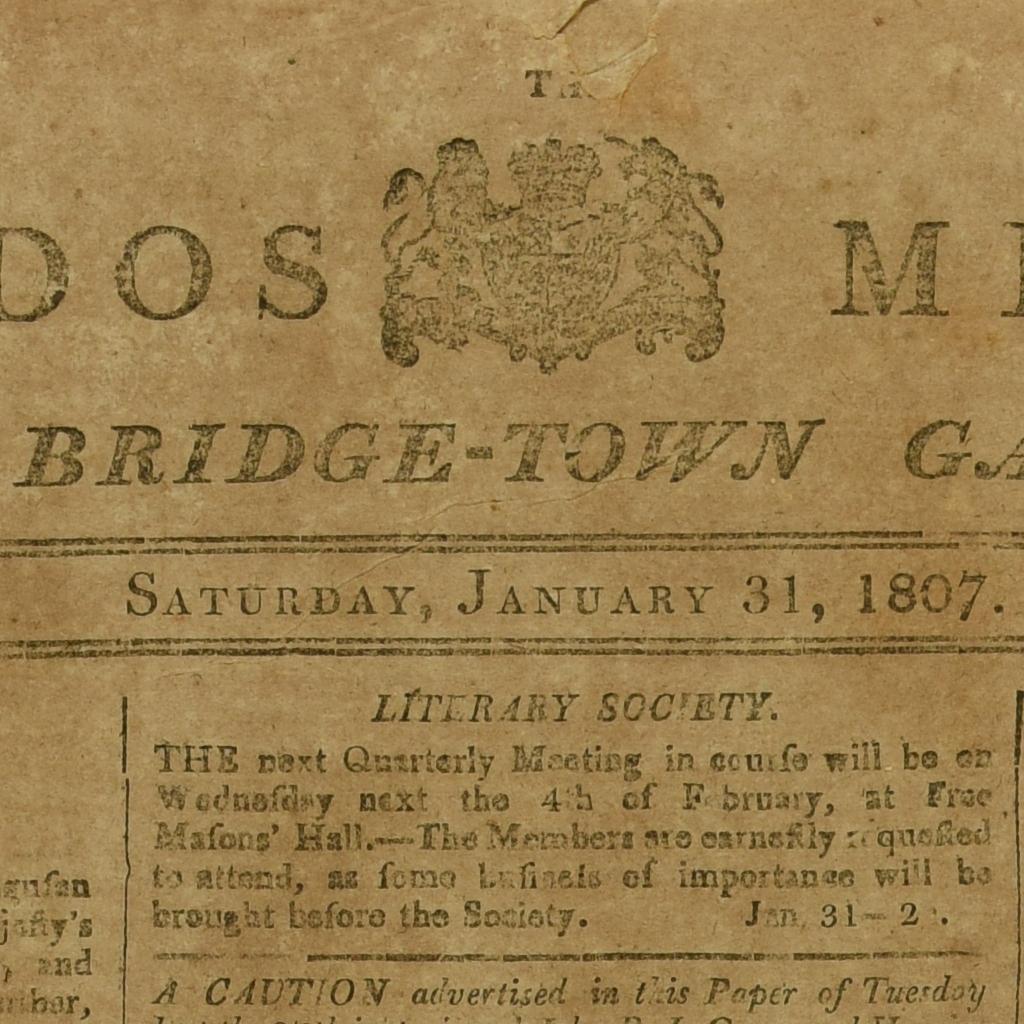 THE
DOS M
BRIDGE-TOWN GA
SATURDAY, JANUARY 31, 1807.
LITERARY SOCIETY.
THE next Quarterly Meeting in courſe will be on
Wedneſday next the 4th of February, at Free
Maſons' Hall.—The Members are earneſtly requeſted
to attend, as ſome buſineſs of importance will be
brought before the Society. Jan. 31— 2
A CAUTION advertised in this Paper of Tuesday
guſan
jeſty's
, and